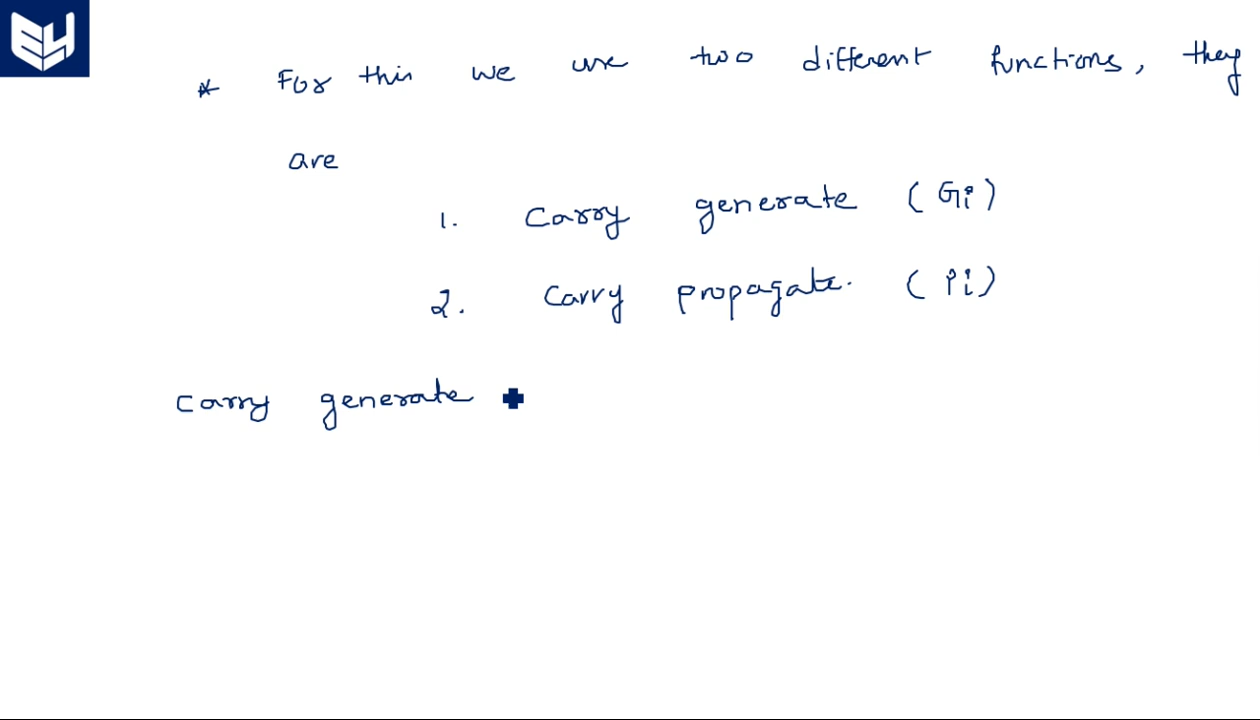 * For this we use two different functions, they
are
1. Carry generate (Gi)
2. Carry propagate. (Pi)
Carry generate